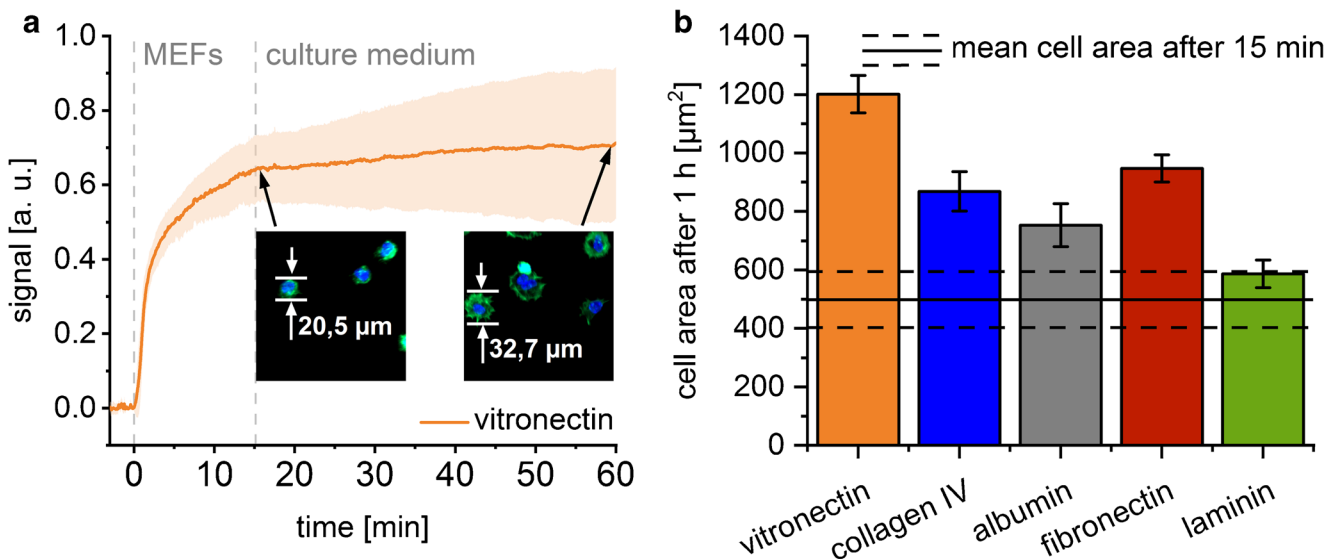 a
1.0
0.8
0.6
0.4
0.2
0.0
signal [a. u.]
MEFs
culture medium
20,5 µm
32,7 µm
vitronectin
0
10
20
30
40
50
60
time [min]
b
mean cell area after 15 min
1400
1200
1000
800
600
400
200
0
cell area after 1 h [µm²]
vitronectin
collagen IV
albumin
fibronectin
laminin